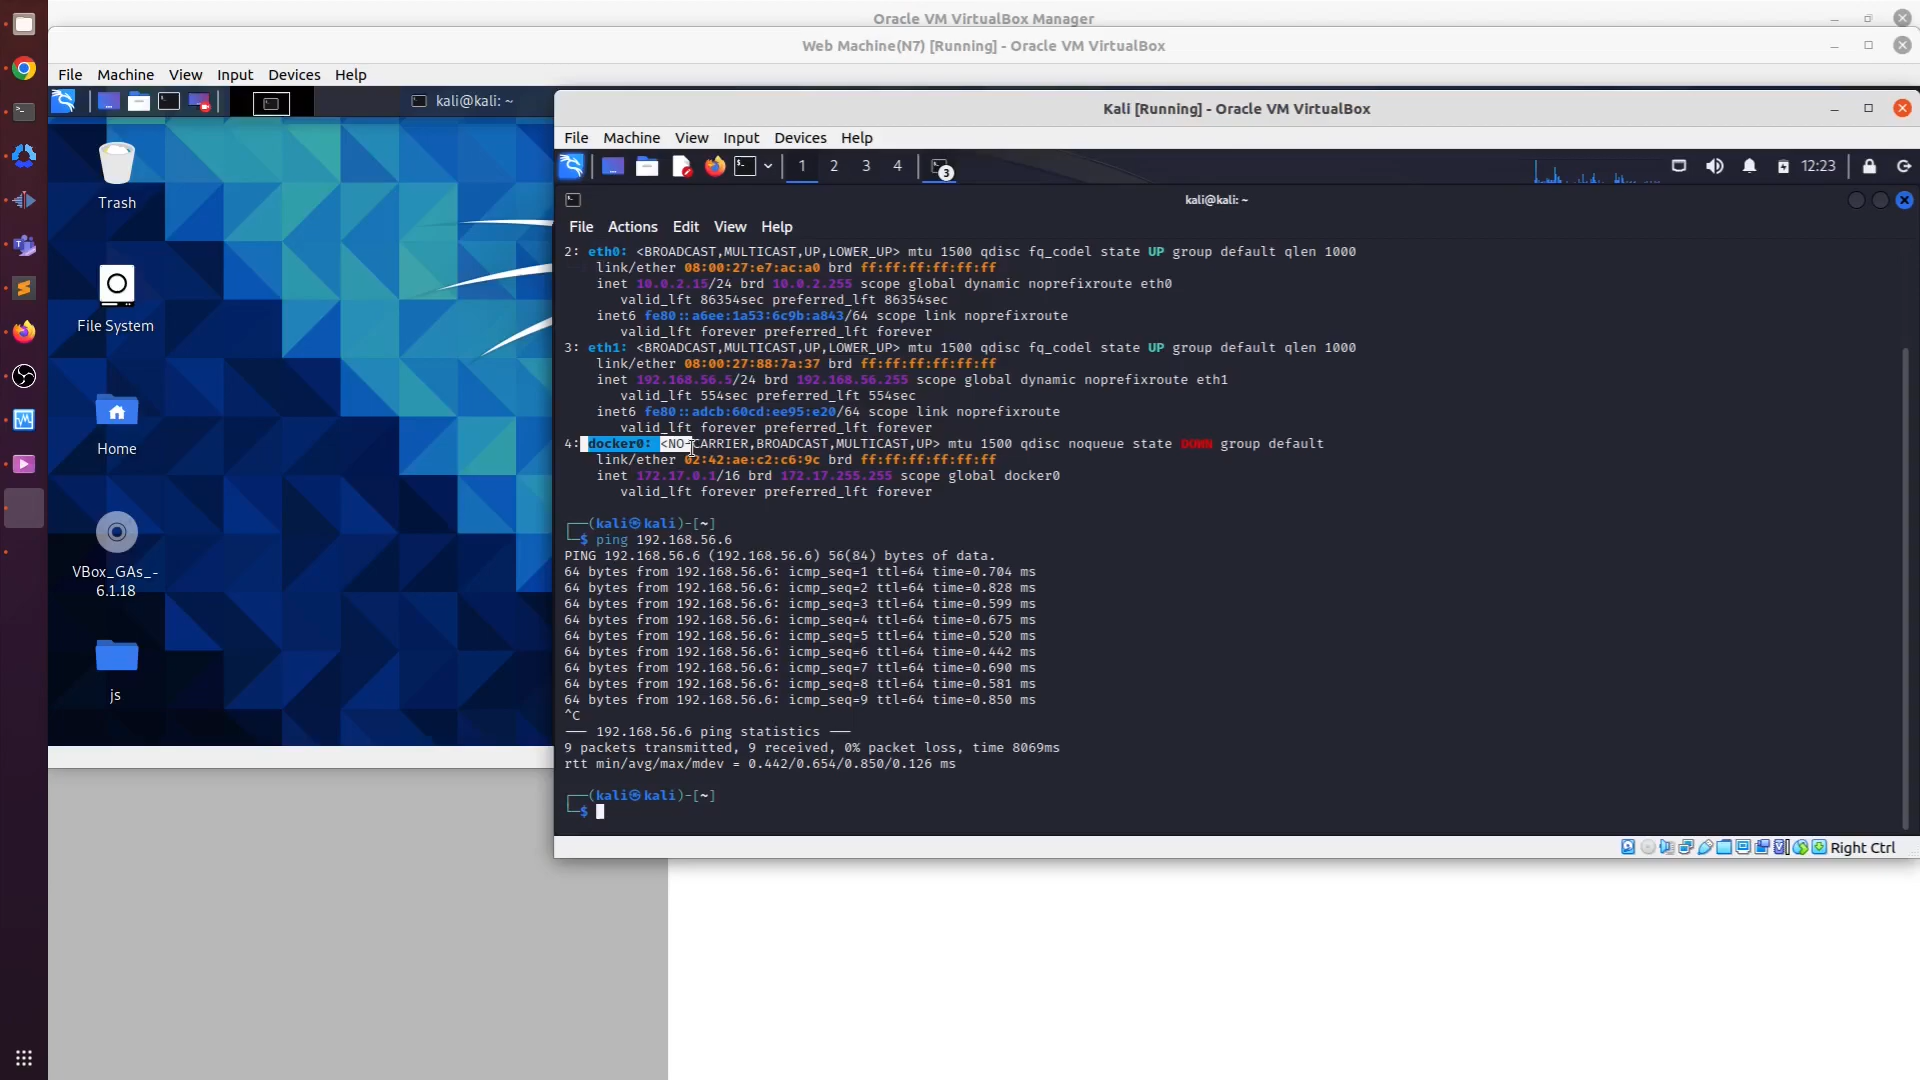 Oracle VM VirtualBox Manager
Web Machine(N7) [Running] - Oracle VM VirtualBox
File Machine View Input Devices Help
kali@kali: ~
Trash
File System
Home
VBox_GAs_-
6.1.18
js
Kali [Running] - Oracle VM VirtualBox
File Machine View Input Devices Help
1 2 3 4 3 12:23
kali@kali: ~
File Actions Edit View Help
2: eth0: <BROADCAST,MULTICAST,UP,LOWER_UP> mtu 1500 qdisc fq_codel state UP group default qlen 1000
link/ether 08:00:27:e7:ac:a0 brd ff:ff:ff:ff:ff:ff
inet 10.0.2.15/24 brd 10.0.2.255 scope global dynamic noprefixroute eth0
valid_lft 86354sec preferred_lft 86354sec
inet6 fe80::a6ee:1a53:6c9b:a843/64 scope link noprefixroute
valid_lft forever preferred_lft forever
3: eth1: <BROADCAST,MULTICAST,UP,LOWER_UP> mtu 1500 qdisc fq_codel state UP group default qlen 1000
link/ether 08:00:27:88:7a:37 brd ff:ff:ff:ff:ff:ff
inet 192.168.56.5/24 brd 192.168.56.255 scope global dynamic noprefixroute eth1
valid_lft 554sec preferred_lft 554sec
inet6 fe80::adcb:60cd:ee95:e20/64 scope link noprefixroute
valid_lft forever preferred_lft forever
4: docker0: <NO-CARRIER,BROADCAST,MULTICAST,UP> mtu 1500 qdisc noqueue state DOWN group default
link/ether 02:42:ae:c2:c6:9c brd ff:ff:ff:ff:ff:ff
inet 172.17.0.1/16 brd 172.17.255.255 scope global docker0
valid_lft forever preferred_lft forever
┌──(kali㉿kali)-[~]
└─$ ping 192.168.56.6
PING 192.168.56.6 (192.168.56.6) 56(84) bytes of data.
64 bytes from 192.168.56.6: icmp_seq=1 ttl=64 time=0.704 ms
64 bytes from 192.168.56.6: icmp_seq=2 ttl=64 time=0.828 ms
64 bytes from 192.168.56.6: icmp_seq=3 ttl=64 time=0.599 ms
64 bytes from 192.168.56.6: icmp_seq=4 ttl=64 time=0.675 ms
64 bytes from 192.168.56.6: icmp_seq=5 ttl=64 time=0.520 ms
64 bytes from 192.168.56.6: icmp_seq=6 ttl=64 time=0.442 ms
64 bytes from 192.168.56.6: icmp_seq=7 ttl=64 time=0.690 ms
64 bytes from 192.168.56.6: icmp_seq=8 ttl=64 time=0.581 ms
64 bytes from 192.168.56.6: icmp_seq=9 ttl=64 time=0.850 ms
^C
─── 192.168.56.6 ping statistics ───
9 packets transmitted, 9 received, 0% packet loss, time 8069ms
rtt min/avg/max/mdev = 0.442/0.654/0.850/0.126 ms
┌──(kali㉿kali)-[~]
└─$
Right Ctrl